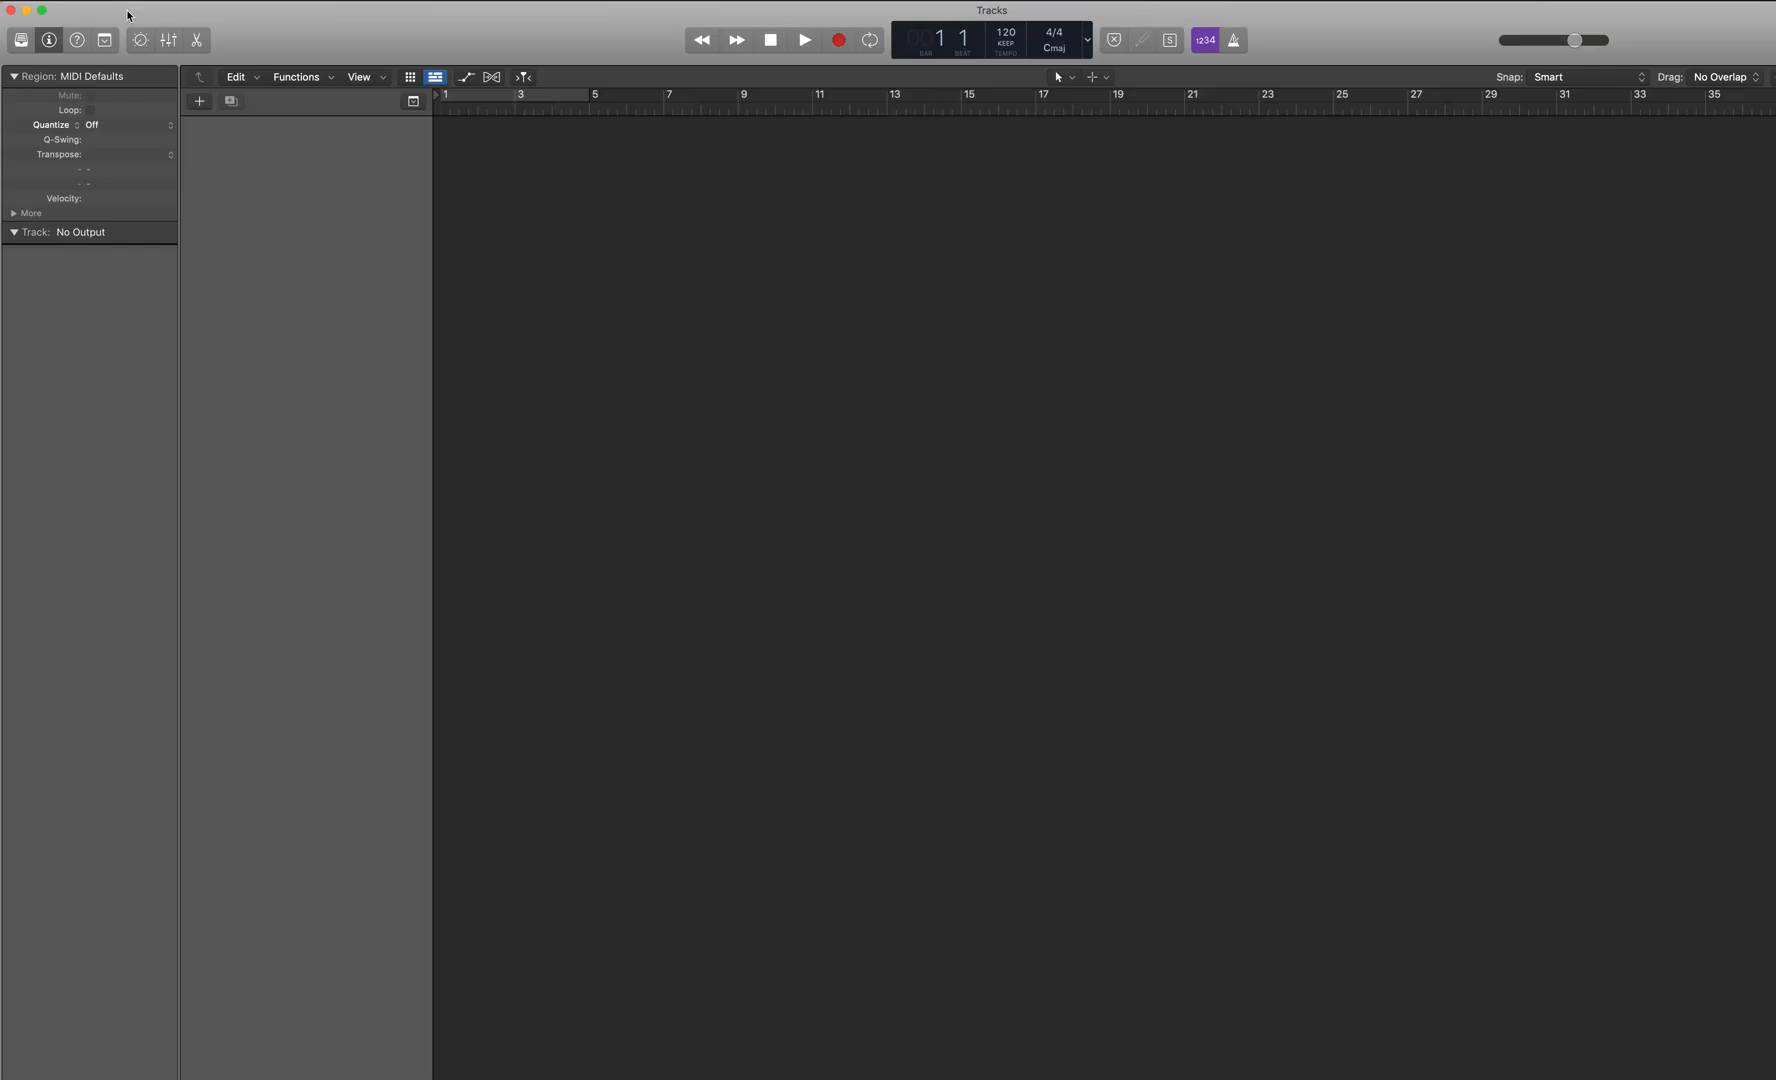 Tracks
001 1
BAR BEAT
120
KEEP
TEMPO
4/4
Cmaj
S
1234
Region: MIDI Defaults
Edit Functions View
Snap: Smart Drag: No Overlap
Mute:
Loop:
Quantize Off
Q-Swing:
Transpose:
- -
- -
Velocity:
More
Track: No Output
1 3 5 7 9 11 13 15 17 19 21 23 25 27 29 31 33 35